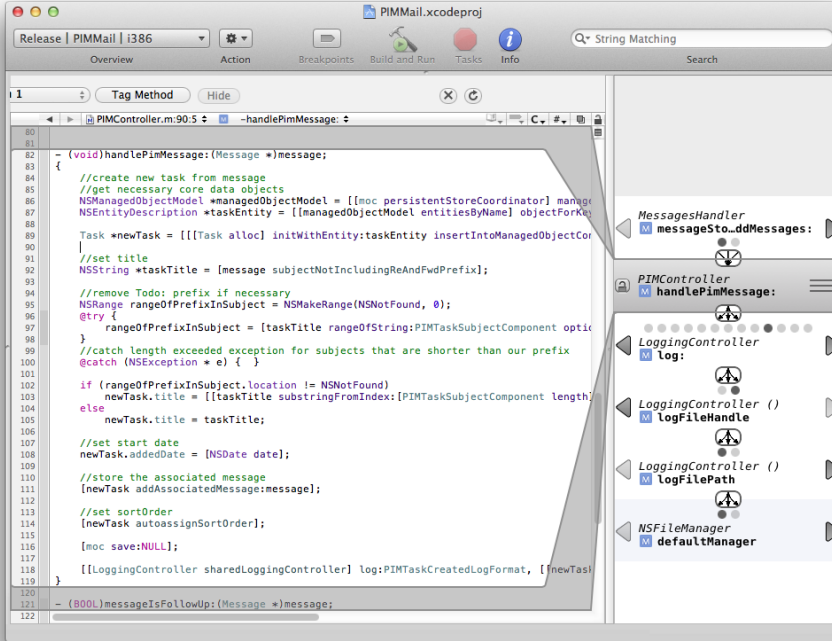 PIMMail.xcodeproj
Release | PIMMail | i386
String Matching
Overview
Action
Breakpoints
Build and Run
Tasks
Info
Search
1
Tag Method
Hide
PIMController.m:90:5
M
-handlePimMessage:
C
#
80
81
82 - (void)handlePimMessage:(Message *)message;
83 {
84 //create new task from message
85 //get necessary core data objects
86 NSManagedObjectModel *managedObjectModel = [[moc persistentStoreCoordinator] manag
87 NSEntityDescription *taskEntity = [[managedObjectModel entitiesByName] objectForKey
88
89 Task *newTask = [[[Task alloc] initWithEntity:taskEntity insertIntoManagedObjectCon
90
91 //set title
92 NSString *taskTitle = [message subjectNotIncludingReAndFwdPrefix];
93
94 //remove Todo: prefix if necessary
95 NSRange rangeOfPrefixInSubject = NSMakeRange(NSNotFound, 0);
96 @try {
97 rangeOfPrefixInSubject = [taskTitle rangeOfString:PIMTaskSubjectComponent optio
98 }
99 //catch length exceeded exception for subjects that are shorter than our prefix
100 @catch (NSException * e) { }
101
102 if (rangeOfPrefixInSubject.location != NSNotFound)
103 newTask.title = [[taskTitle substringFromIndex:[PIMTaskSubjectComponent length]
104 else
105 newTask.title = taskTitle;
106
107 //set start date
108 newTask.addedDate = [NSDate date];
109
110 //store the associated message
111 [newTask addAssociatedMessage:message];
112
113 //set sortOrder
114 [newTask autoassignSortOrder];
115
116 [moc save:NULL];
117
118 [[LoggingController sharedLoggingController] log:PIMTaskCreatedLogFormat, [[newTas
119 }
120
121 - (BOOL)messageIsFollowUp:(Message *)message;
122
MessagesHandler
M messageSto…ddMessages:
PIMController
M handlePimMessage:
LoggingController
M log:
LoggingController ()
M logFileHandle
LoggingController ()
M logFilePath
NSFileManager
M defaultManager